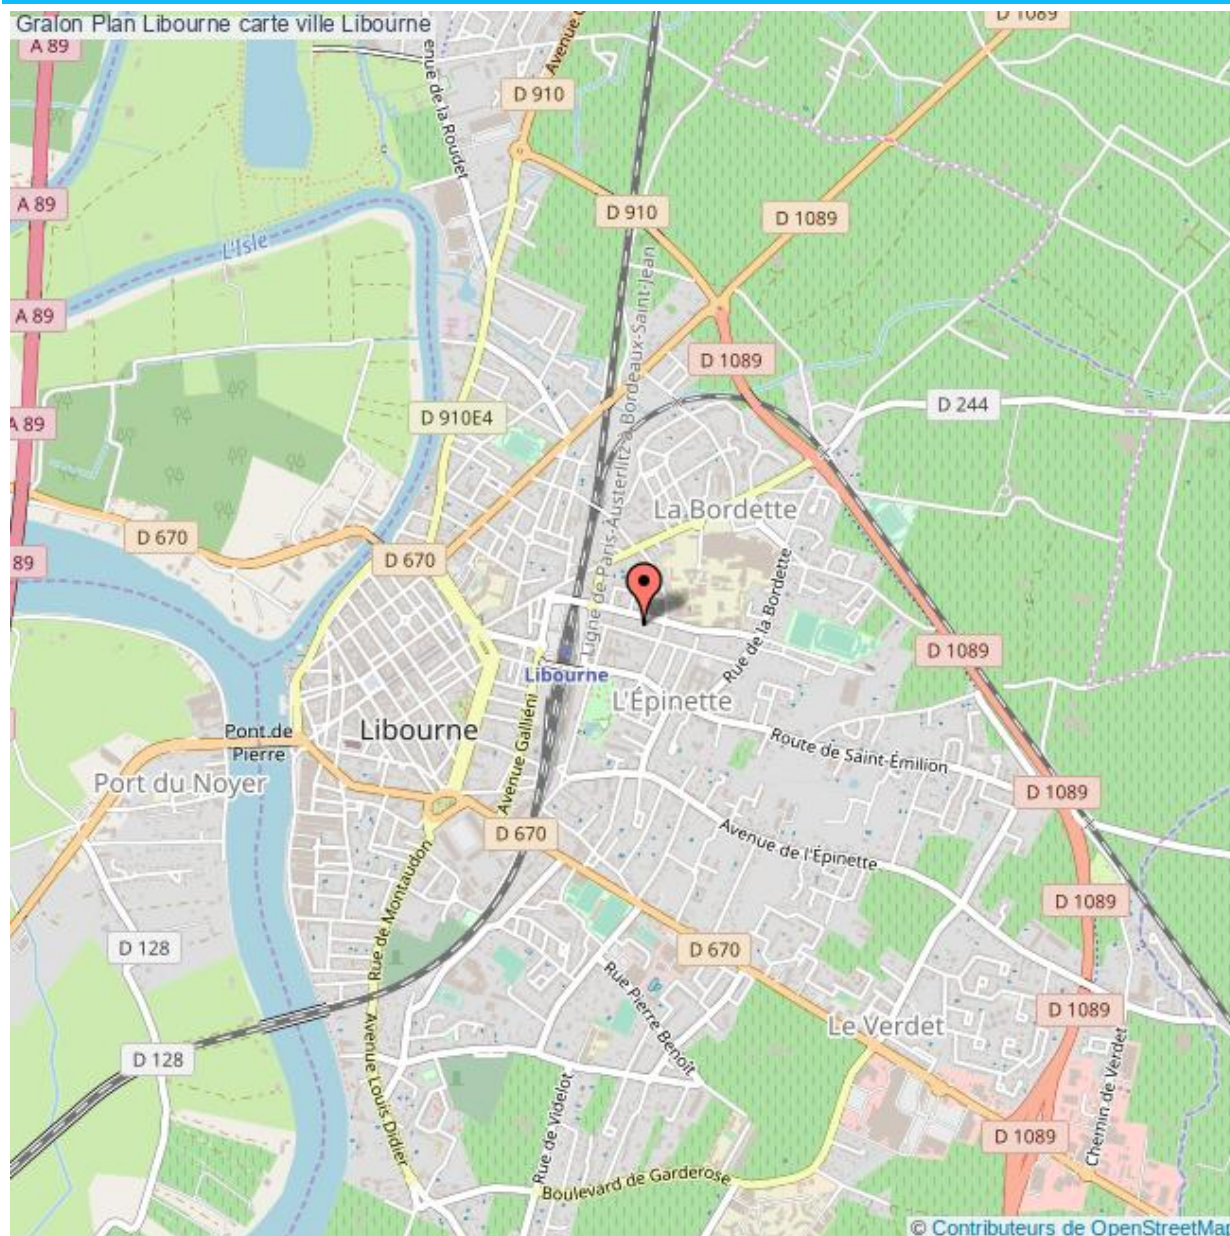 Gralon Plan Libourne carte ville Libourne
D 1089
A 89
Avenue
enue de la Roudet
D 910
A 89
D 910
D 1089
L'Isle
A 89
D 1089
Ligne de Paris-Austerlitz à Bordeaux-Saint-Jean
D 910E4
D 244
A 89
La Bordette
D 670
D 670
89
Rue de la Bordette
D 1089
Libourne
L'Épinette
Pont de
Pierre
Libourne
Avenue Galliéni
Route de Saint-Émilion
Port du Noyer
D 1089
D 670
Avenue de l'Épinette
Rue de Montaudon
D 1089
D 128
D 670
Rue Pierre Benoit
D 1089
Le Verdet
Avenue Louis Didier
D 128
Chemin de Verdet
Rue de Videlot
D 1089
Boulevard de Garderose
© Contributeurs de OpenStreetMap